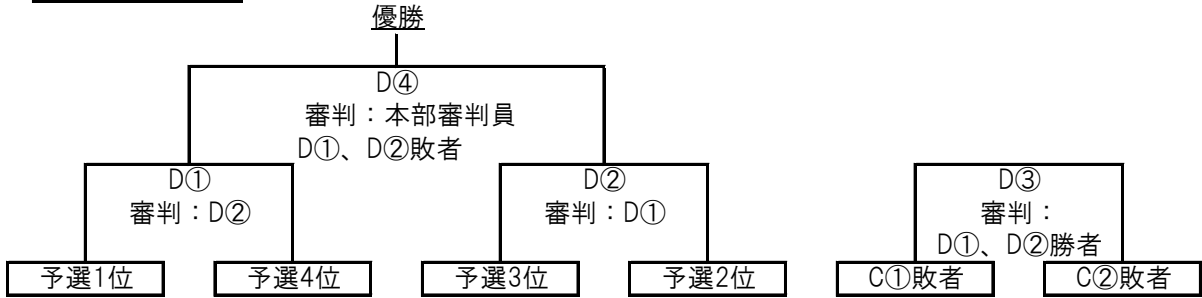 優勝
D④
審判：本部審判員
D①、D②敗者
D①
審判：D②
D②
審判：D①
D③
審判：
D①、D②勝者
予選1位
予選4位
予選3位
予選2位
C①敗者
C②敗者